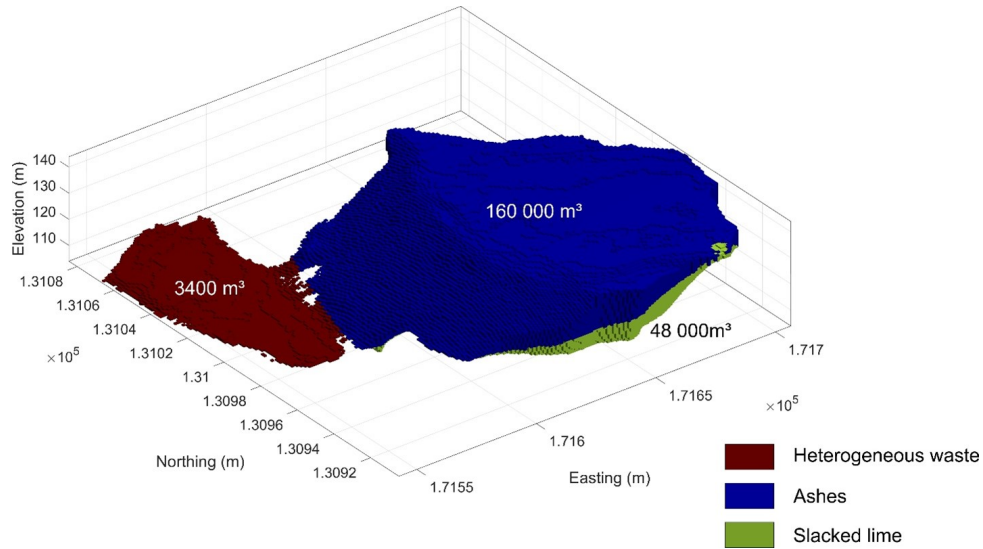 Elevation (m)
140
130
120
110
160 000 m³
3400 m³
48 000m³
1.3108
1.3106
1.3104
1.3102
1.31
1.3098
1.3096
1.3094
1.3092
×10⁵
Northing (m)
1.7155
1.716
1.7165
1.717
×10⁵
Easting (m)
Heterogeneous waste
Ashes
Slacked lime